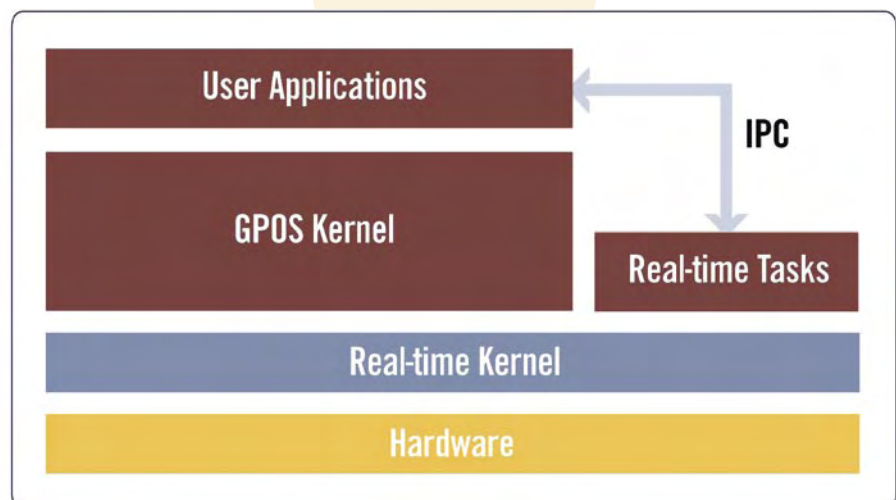 User Applications
IPC
GPOS Kernel
Real-time Tasks
Real-time Kernel
Hardware